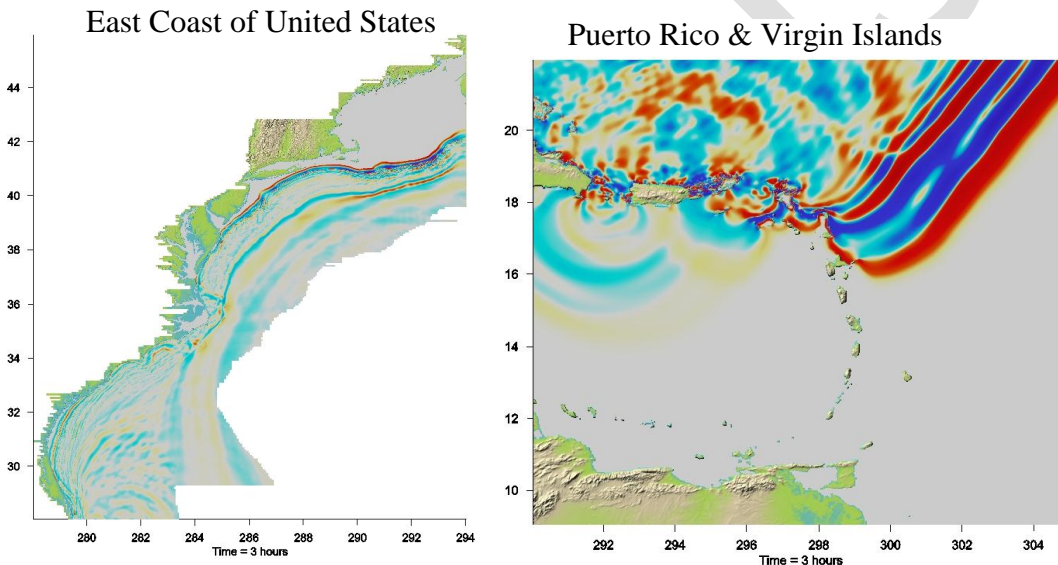 East Coast of United States
44
42
40
38
36
34
32
30
280 282 284 286 288 290 292 294
Time = 3 hours
Puerto Rico & Virgin Islands
20
18
16
14
12
10
292 294 296 298 300 302 304
Time = 3 hours